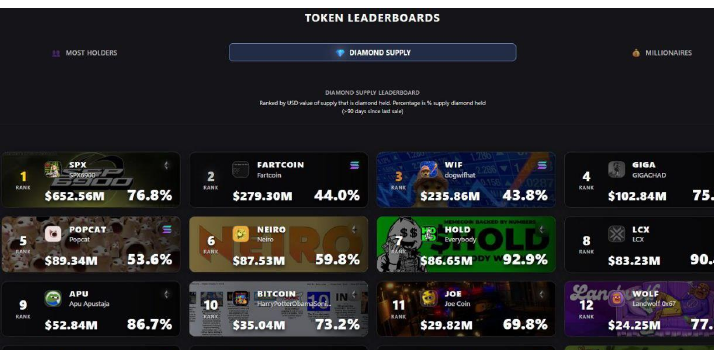 TOKEN LEADERBOARDS
MOST HOLDERS
DIAMOND SUPPLY
MILLIONAIRES
DIAMOND SUPPLY LEADERBOARD
Ranked by USD value of supply that is diamond held. Percentage is % supply diamond held
(>90 days since last sale)
1 RANK SPX SPX6900 $652.56M 76.8%
2 RANK FARTCOIN Fartcoin $279.30M 44.0%
3 RANK WIF dogwifhat $235.86M 43.8%
4 RANK GIGA GIGACHAD $102.84M 75.
5 RANK POPCAT Popcat $89.34M 53.6%
6 RANK NEIRO Neiro $87.53M 59.8%
7 RANK HOLD Everybody $86.65M 92.9%
8 RANK LCX LCX $83.23M 90.
9 RANK APU Apu Apustaja $52.84M 86.7%
10 RANK BITCOIN HarryPotterObamaSoni... $35.04M 73.2%
11 RANK JOE Joe Coin $29.82M 69.8%
12 RANK WOLF Landwolf 0x67 $24.25M 77.